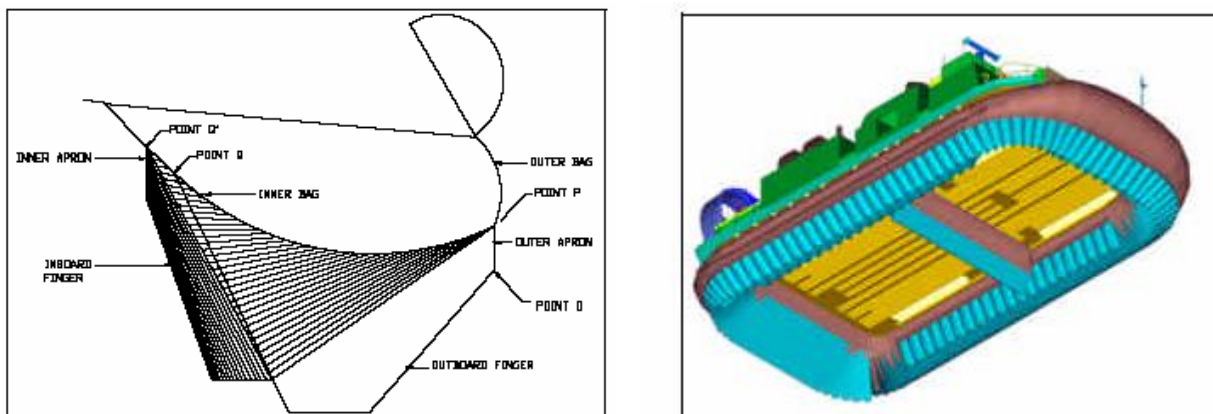 POINT Q'
INNER APRON
POINT Q
INNER BAG
OUTER BAG
POINT P
OUTER APRON
INBOARD
FINGER
POINT O
OUTBOARD FINGER